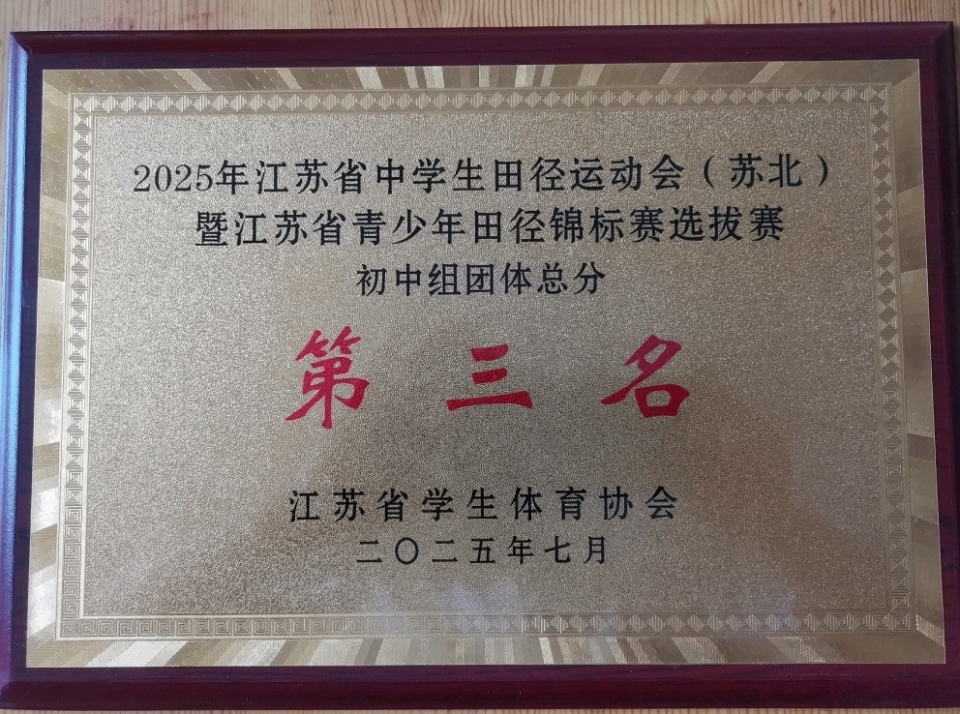 2025年江苏省中学生田径运动会（苏北）
暨江苏省青少年田径锦标赛选拔赛
初中组团体总分
第三名
江苏省学生体育协会
二〇二五年七月